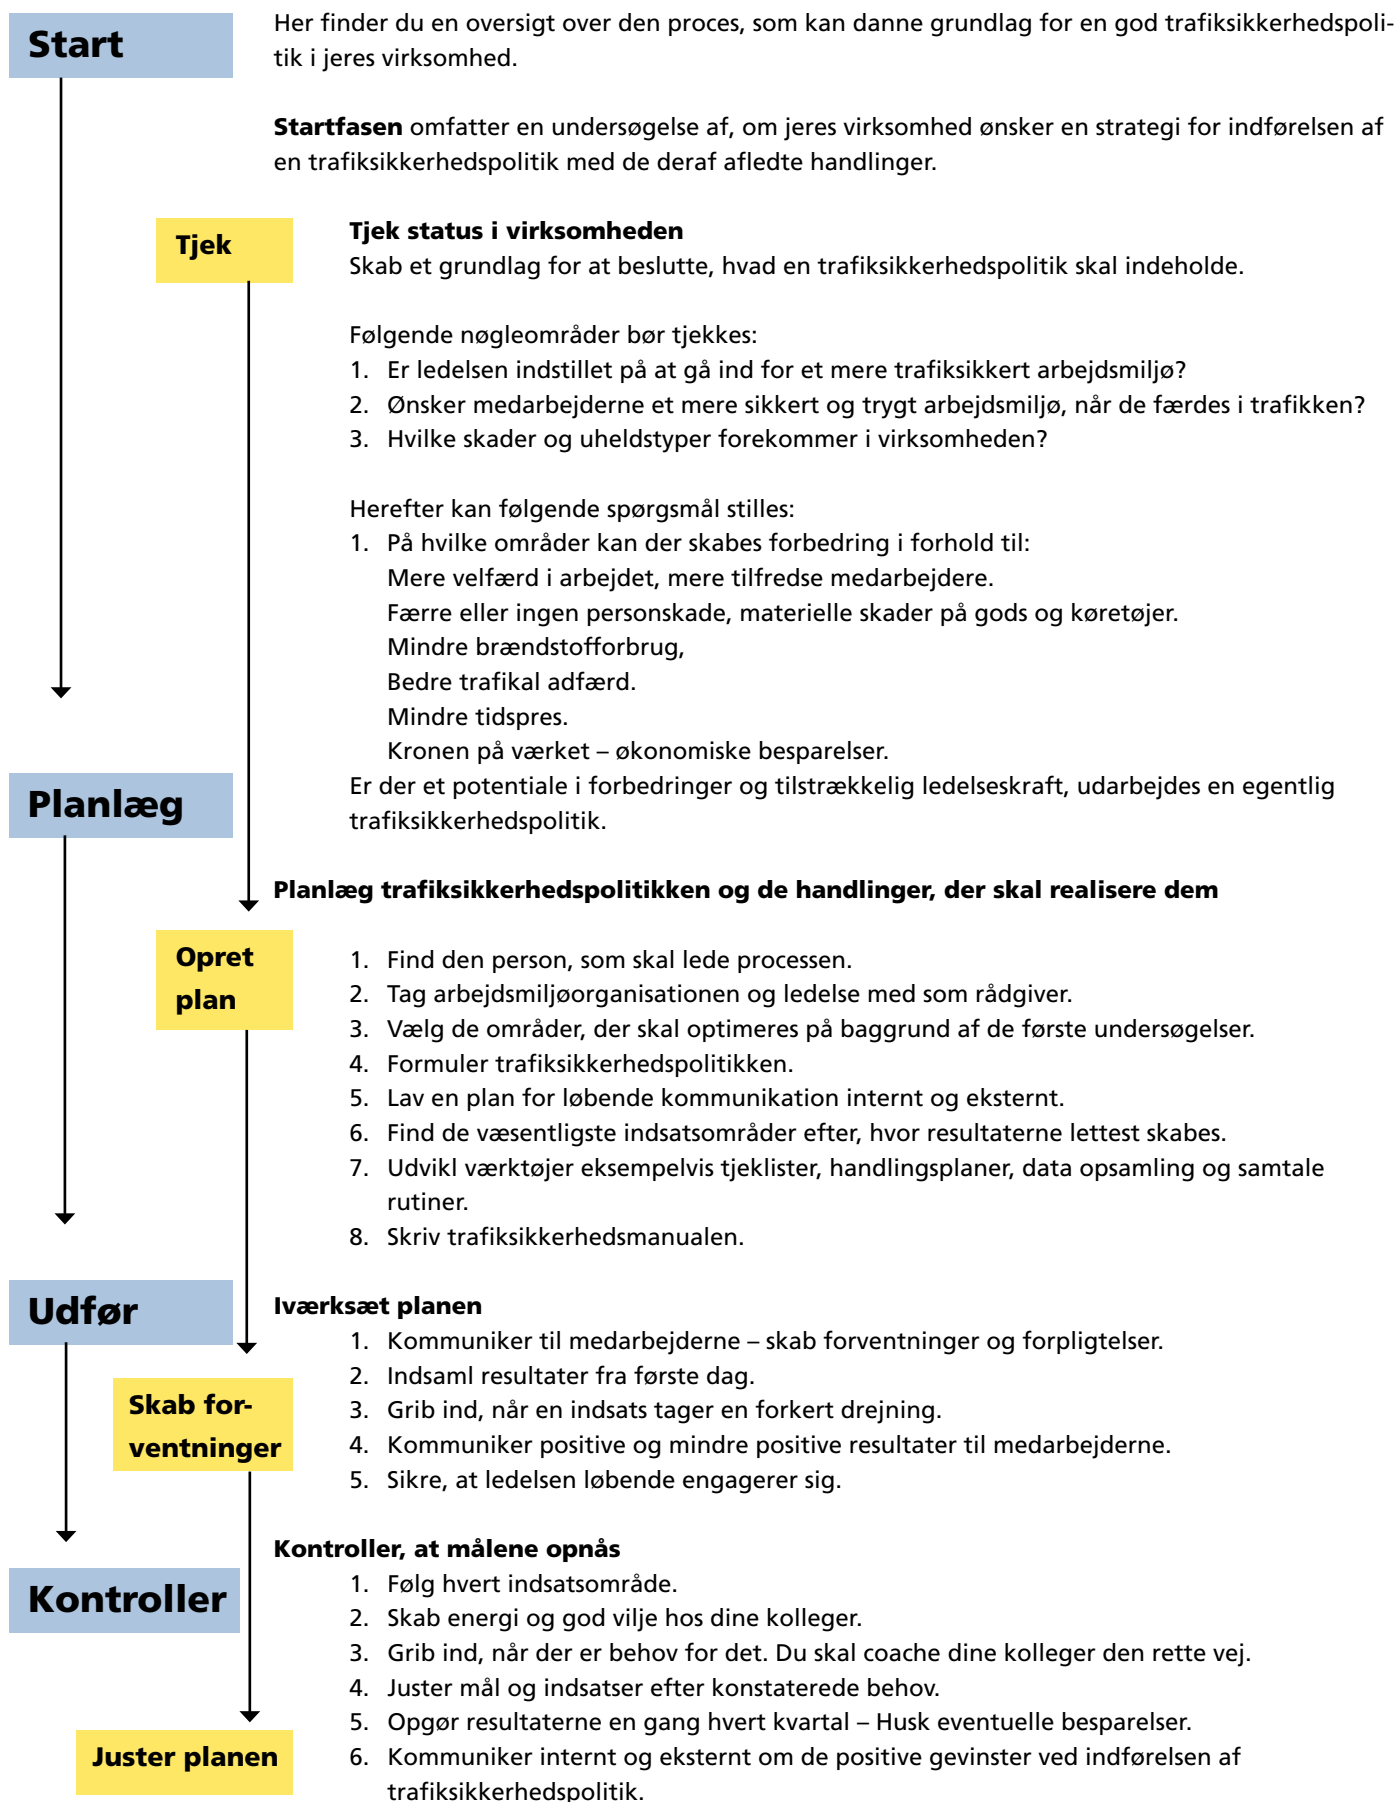 Start
Her finder du en oversigt over den proces, som kan danne grundlag for en god trafiksikkerhedspoli-
tik i jeres virksomhed.
Startfasen omfatter en undersøgelse af, om jeres virksomhed ønsker en strategi for indførelsen af
en trafiksikkerhedspolitik med de deraf afledte handlinger.
Tjek
Tjek status i virksomheden
Skab et grundlag for at beslutte, hvad en trafiksikkerhedspolitik skal indeholde.
Følgende nøgleområder bør tjekkes:
1. Er ledelsen indstillet på at gå ind for et mere trafiksikkert arbejdsmiljø?
2. Ønsker medarbejderne et mere sikkert og trygt arbejdsmiljø, når de færdes i trafikken?
3. Hvilke skader og uheldstyper forekommer i virksomheden?
Herefter kan følgende spørgsmål stilles:
1. På hvilke områder kan der skabes forbedring i forhold til:
Mere velfærd i arbejdet, mere tilfredse medarbejdere.
Færre eller ingen personskade, materielle skader på gods og køretøjer.
Mindre brændstofforbrug,
Bedre trafikal adfærd.
Mindre tidspres.
Kronen på værket – økonomiske besparelser.
Planlæg
Er der et potentiale i forbedringer og tilstrækkelig ledelseskraft, udarbejdes en egentlig
trafiksikkerhedspolitik.
Planlæg trafiksikkerhedspolitikken og de handlinger, der skal realisere dem
Opret
plan
1. Find den person, som skal lede processen.
2. Tag arbejdsmiljøorganisationen og ledelse med som rådgiver.
3. Vælg de områder, der skal optimeres på baggrund af de første undersøgelser.
4. Formuler trafiksikkerhedspolitikken.
5. Lav en plan for løbende kommunikation internt og eksternt.
6. Find de væsentligste indsatsområder efter, hvor resultaterne lettest skabes.
7. Udvikl værktøjer eksempelvis tjeklister, handlingsplaner, data opsamling og samtale
rutiner.
8. Skriv trafiksikkerhedsmanualen.
Udfør
Iværksæt planen
1. Kommuniker til medarbejderne – skab forventninger og forpligtelser.
2. Indsaml resultater fra første dag.
3. Grib ind, når en indsats tager en forkert drejning.
4. Kommuniker positive og mindre positive resultater til medarbejderne.
5. Sikre, at ledelsen løbende engagerer sig.
Skab for-
ventninger
Kontroller, at målene opnås
Kontroller
1. Følg hvert indsatsområde.
2. Skab energi og god vilje hos dine kolleger.
3. Grib ind, når der er behov for det. Du skal coache dine kolleger den rette vej.
4. Juster mål og indsatser efter konstaterede behov.
5. Opgør resultaterne en gang hvert kvartal – Husk eventuelle besparelser.
6. Kommuniker internt og eksternt om de positive gevinster ved indførelsen af
trafiksikkerhedspolitik.
Juster planen